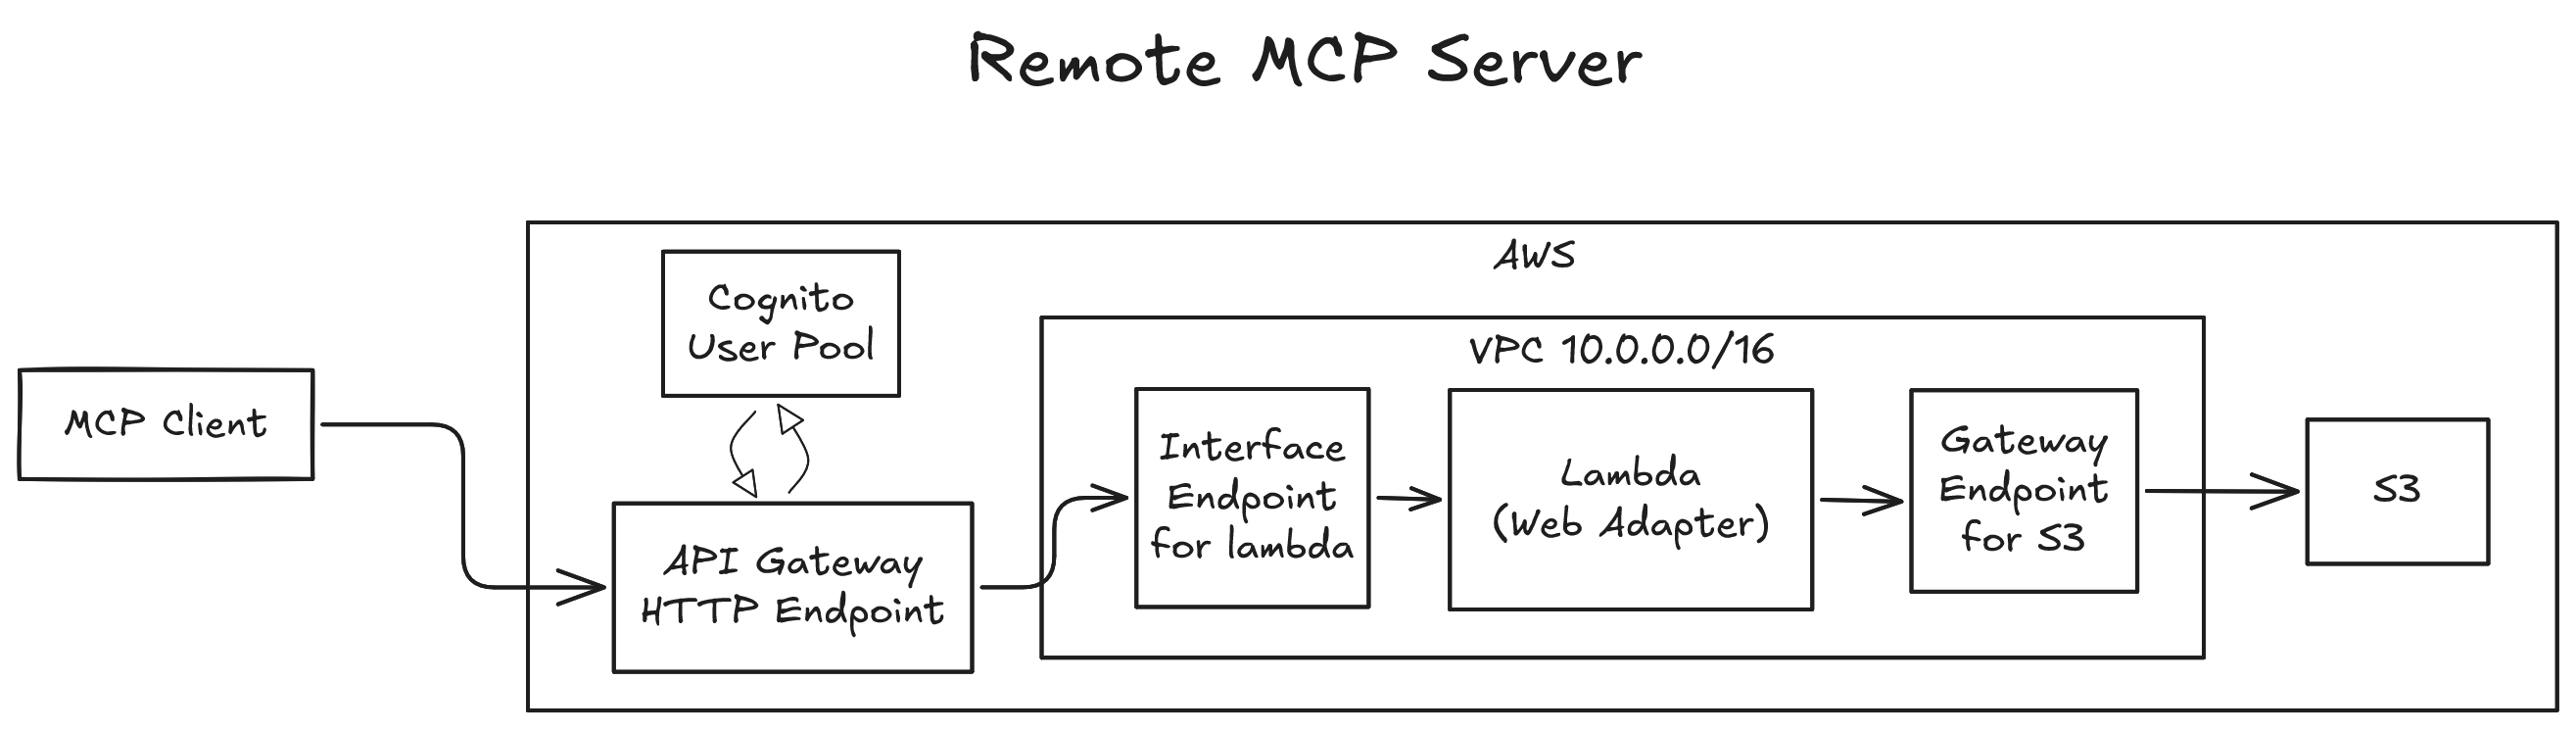 Remote MCP Server
AWS
Cognito
User Pool
VPC 10.0.0.0/16
MCP Client
Interface
Endpoint
for lambda
Lambda
(Web Adapter)
Gateway
Endpoint
for S3
S3
API Gateway
HTTP Endpoint